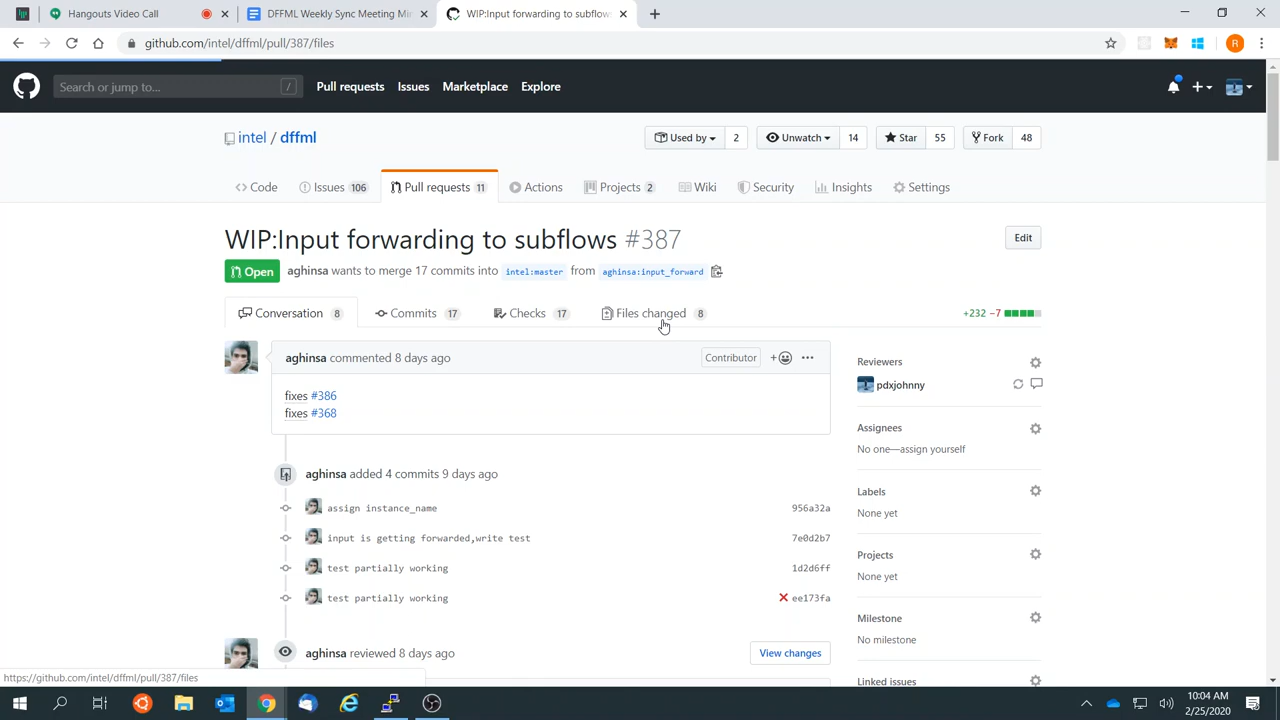 Hangouts Video Call
DFFML Weekly Sync Meeting Mi
WIP:Input forwarding to subflows
github.com/intel/dffml/pull/387/files
R
Search or jump to... /
Pull requests Issues Marketplace Explore
intel / dffml
Used by 2 Unwatch 14 Star 55 Fork 48
Code Issues 106 Pull requests 11 Actions Projects 2 Wiki Security Insights Settings
WIP:Input forwarding to subflows #387
Edit
Open aghinsa wants to merge 17 commits into intel:master from aghinsa:input_forward
Conversation 8 Commits 17 Checks 17 Files changed 8
+232 −7
aghinsa commented 8 days ago
Contributor
fixes #386
fixes #368
aghinsa added 4 commits 9 days ago
assign instance_name 956a32a
input is getting forwarded,write test 7e0d2b7
test partially working 1d2d6ff
test partially working ee173fa
aghinsa reviewed 8 days ago
View changes
Reviewers
pdxjohnny
Assignees
No one—assign yourself
Labels
None yet
Projects
None yet
Milestone
No milestone
Linked issues
https://github.com/intel/dffml/pull/387/files
10:04 AM
2/25/2020